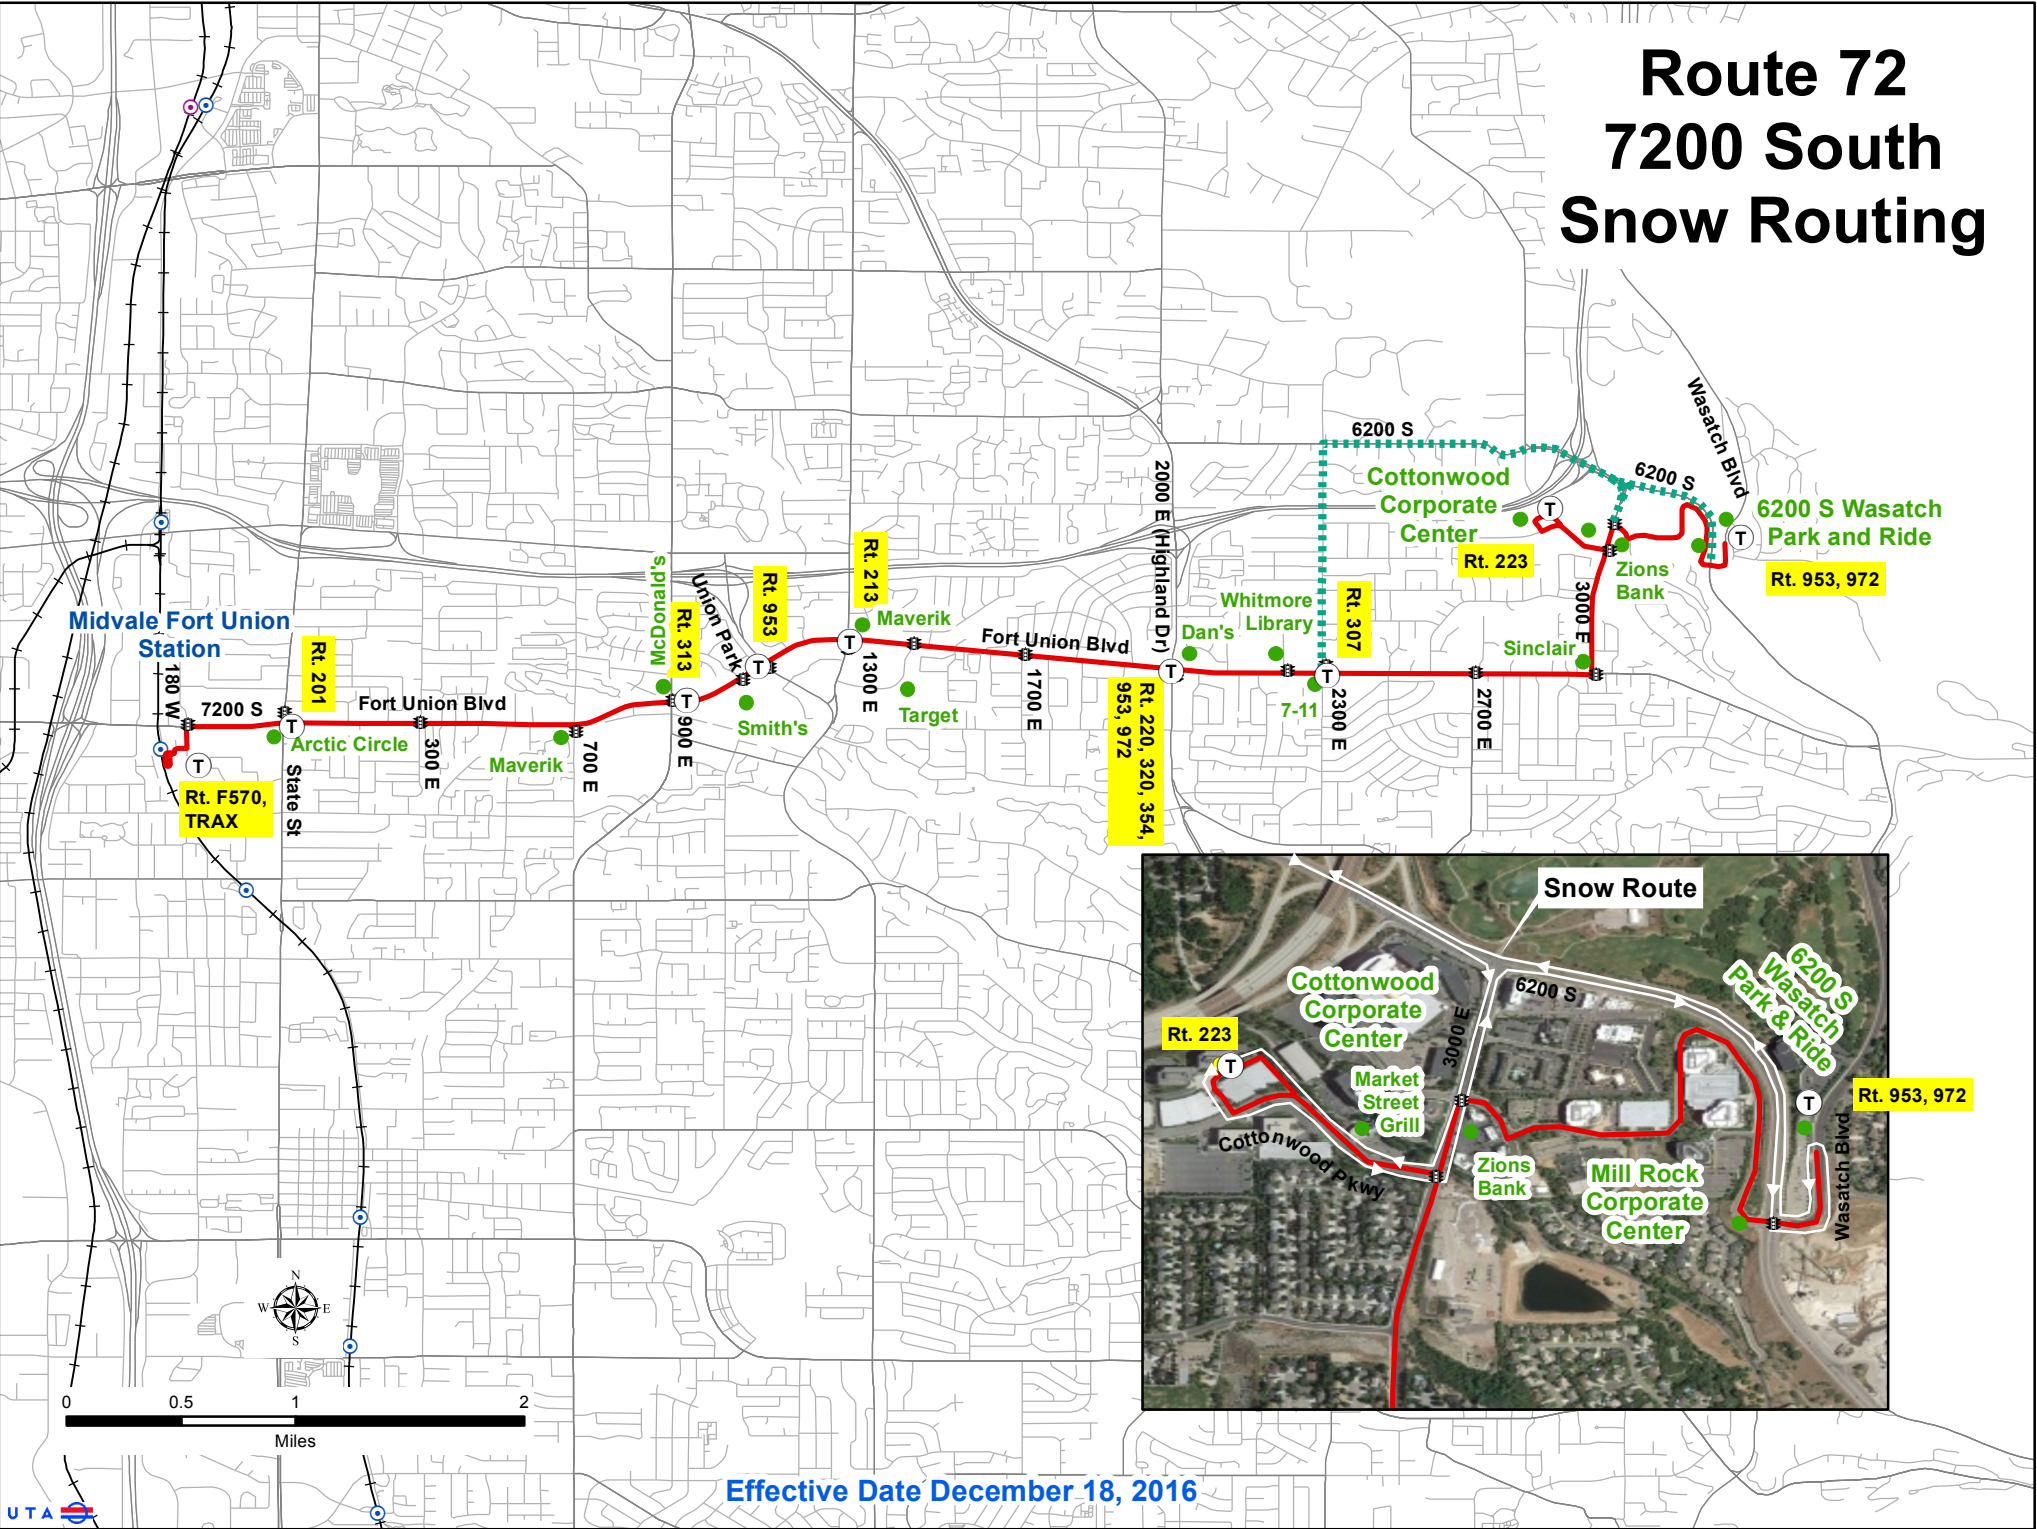 Route 72
7200 South
Snow Routing
6200 S
Wasatch Blvd
6200 S
Cottonwood
Corporate
Center
T
6200 S Wasatch
Park and Ride
T
Rt. 223
Rt. 953, 972
Zions
Bank
3000 E
2000 E (Highland Dr)
Rt. 213
Rt. 953
McDonald's
Union Park
Rt. 313
Midvale Fort Union
Station
Rt. 201
180 W
7200 S
Fort Union Blvd
T
Arctic Circle
300 E
Maverik
700 E
T
900 E
T
Smith's
T
Maverik
1300 E
Target
Fort Union Blvd
1700 E
Whitmore
Library
Dan's
T
Rt. 307
Sinclair
7-11
T
2300 E
2700 E
Rt. 220, 320, 354,
953, 972
T
Rt. F570,
TRAX
State St
Snow Route
6200 S
Cottonwood
Corporate
Center
3000 E
6200 S
Wasatch
Park & Ride
Rt. 223
T
Market
Street
Grill
Cottonwood Pkwy
Zions
Bank
Mill Rock
Corporate
Center
T
Rt. 953, 972
Wasatch Blvd
N
W
E
S
0
0.5
1
2
Miles
Effective Date December 18, 2016
UTA